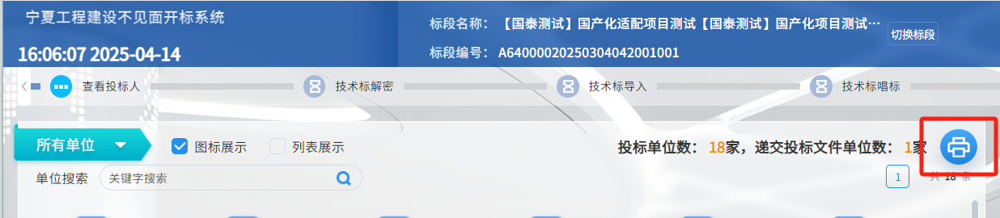 宁夏工程建设不见面开标系统
标段名称： 【国泰测试】国产化适配项目测试【国泰测试】国产化项目测试…
切换标段
16:06:07 2025-04-14
标段编号： A64000020250304042001001
查看投标人
技术标解密
技术标导入
技术标唱标
所有单位
图标展示
列表展示
投标单位数： 18家，递交投标文件单位数： 1家
单位搜索
关键字搜索
1
共 18 条